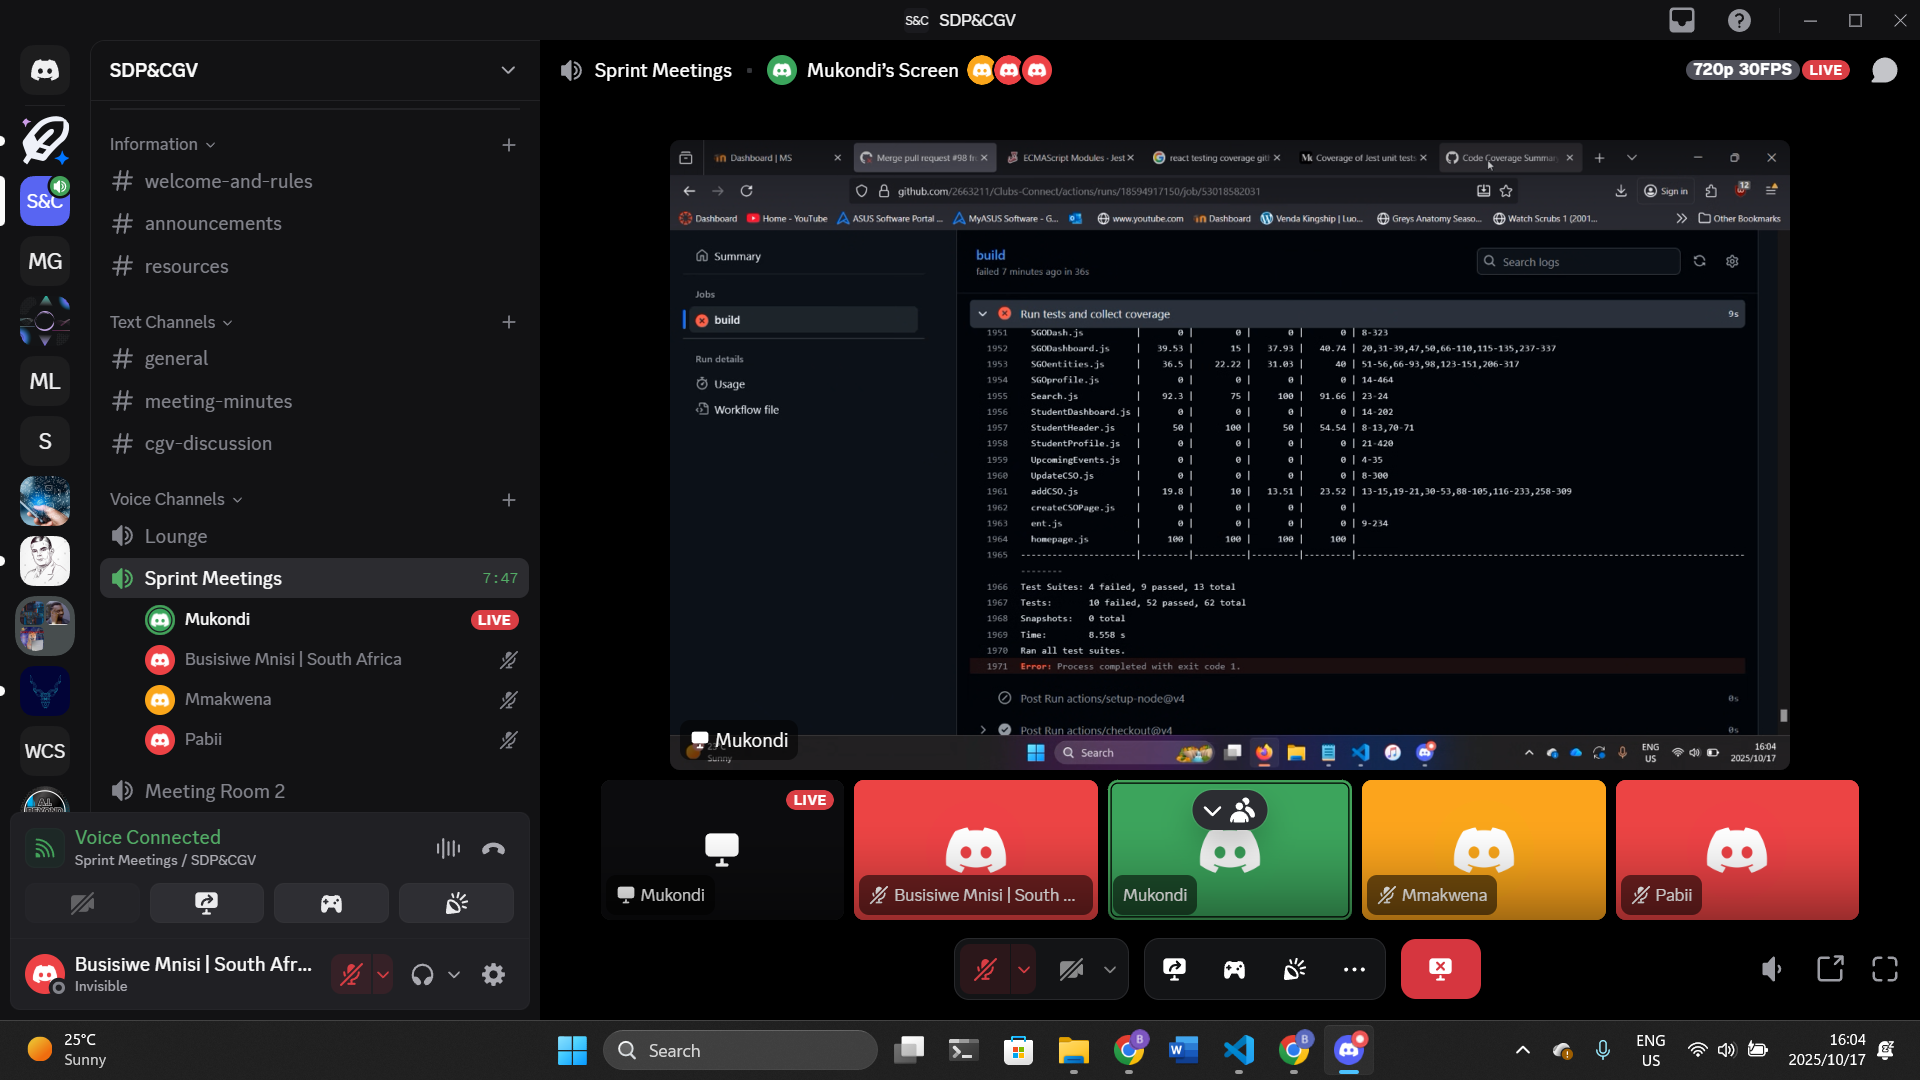 S&C SDP&CGV
SDP&CGV
Information
welcome-and-rules
announcements
resources
Text Channels
general
meeting-minutes
cgv-discussion
Voice Channels
Lounge
Sprint Meetings 7:47
Mukondi LIVE
Busisiwe Mnisi | South Africa
Mmakwena
Pabii
Meeting Room 2
S&C
MG
ML
S
WCS
Voice Connected
Sprint Meetings / SDP&CGV
Busisiwe Mnisi | South Afr...
Invisible
Sprint Meetings Mukondi's Screen
720p 30FPS LIVE
Dashboard | MS
Merge pull request #98 fr
ECMAScript Modules - Jest
react testing coverage git
Coverage of Jest unit tests
Code Coverage Summary
github.com/2663211/Clubs-Connect/actions/runs/18594917150/job/53018582031
Sign in
12
Dashboard Home - YouTube ASUS Software Portal ... MyASUS Software - G... www.youtube.com Dashboard Venda Kingship | Luo... Greys Anatomy Seaso... Watch Scrubs 1 (2001... Other Bookmarks
Summary
Jobs
build
Run details
Usage
Workflow file
build
failed 7 minutes ago in 36s
Search logs
Run tests and collect coverage 9s
1951 SGODash.js | 0 | 0 | 0 | 0 | 8-323
1952 SGODashboard.js | 39.53 | 15 | 37.93 | 40.74 | 20,31-39,47,50,66-110,115-135,237-337
1953 SGOentities.js | 36.5 | 22.22 | 31.03 | 40 | 51-56,66-93,98,123-151,206-317
1954 SGOprofile.js | 0 | 0 | 0 | 0 | 14-464
1955 Search.js | 92.3 | 75 | 100 | 91.66 | 23-24
1956 StudentDashboard.js | 0 | 0 | 0 | 0 | 14-202
1957 StudentHeader.js | 50 | 100 | 50 | 54.54 | 8-13,70-71
1958 StudentProfile.js | 0 | 0 | 0 | 0 | 21-420
1959 UpcomingEvents.js | 0 | 0 | 0 | 0 | 4-35
1960 UpdateCSO.js | 0 | 0 | 0 | 0 | 8-300
1961 addCSO.js | 19.8 | 10 | 13.51 | 23.52 | 13-15,19-21,30-53,88-105,116-233,258-309
1962 createCSOPage.js | 0 | 0 | 0 | 0 |
1963 ent.js | 0 | 0 | 0 | 0 | 9-234
1964 homepage.js | 100 | 100 | 100 | 100 |
1965 ----------------------|---------|----------|---------|---------|------------------------------------------
--------
1966 Test Suites: 4 failed, 9 passed, 13 total
1967 Tests: 10 failed, 52 passed, 62 total
1968 Snapshots: 0 total
1969 Time: 8.558 s
1970 Ran all test suites.
1971 Error: Process completed with exit code 1.
Post Run actions/setup-node@v4 0s
Post Run actions/checkout@v4 0s
Mukondi
Sunny
Search
ENG
US
16:04
2025/10/17
LIVE
Mukondi
Busisiwe Mnisi | South ...
Mukondi
Mmakwena
Pabii
25°C
Sunny
Search
ENG
US
16:04
2025/10/17